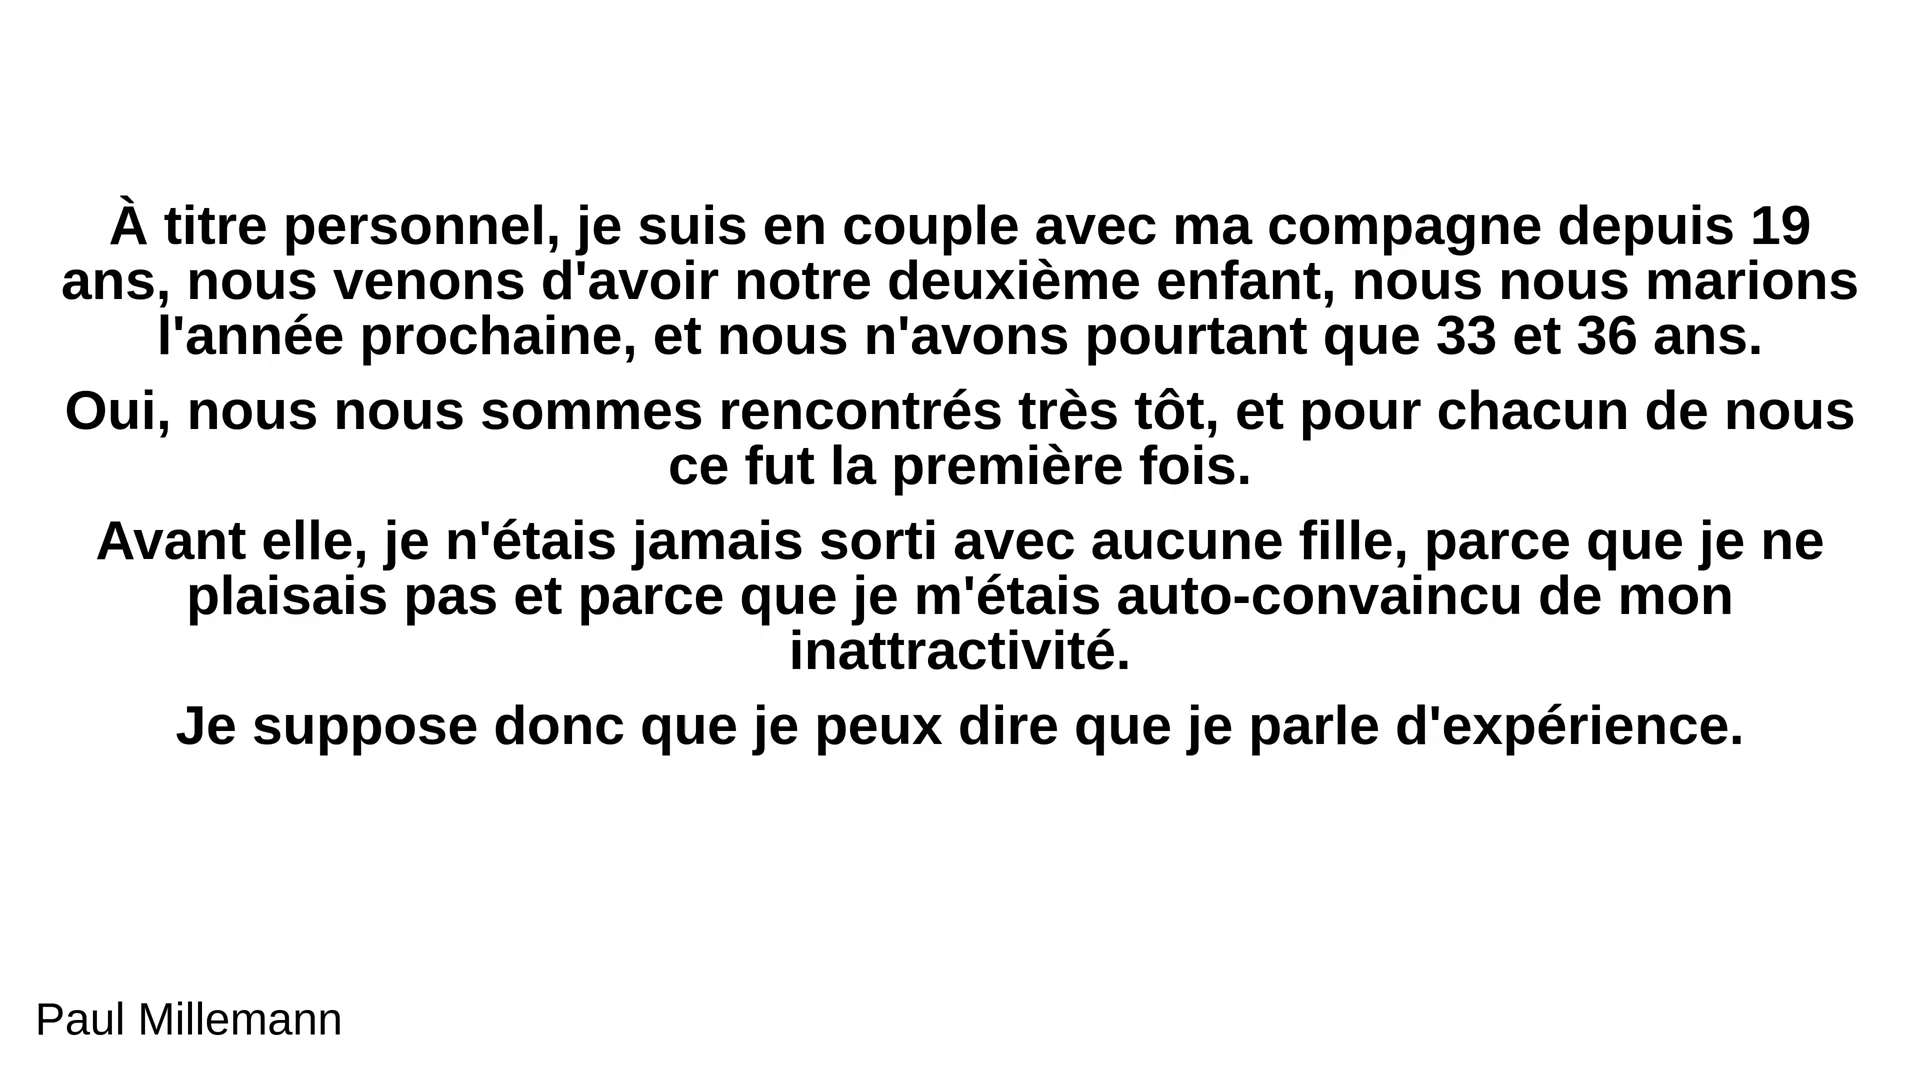 À titre personnel, je suis en couple avec ma compagne depuis 19
ans, nous venons d'avoir notre deuxième enfant, nous nous marions
l'année prochaine, et nous n'avons pourtant que 33 et 36 ans.
Oui, nous nous sommes rencontrés très tôt, et pour chacun de nous
ce fut la première fois.
Avant elle, je n'étais jamais sorti avec aucune fille, parce que je ne
plaisais pas et parce que je m'étais auto-convaincu de mon
inattractivité.
Je suppose donc que je peux dire que je parle d'expérience.
Paul Millemann